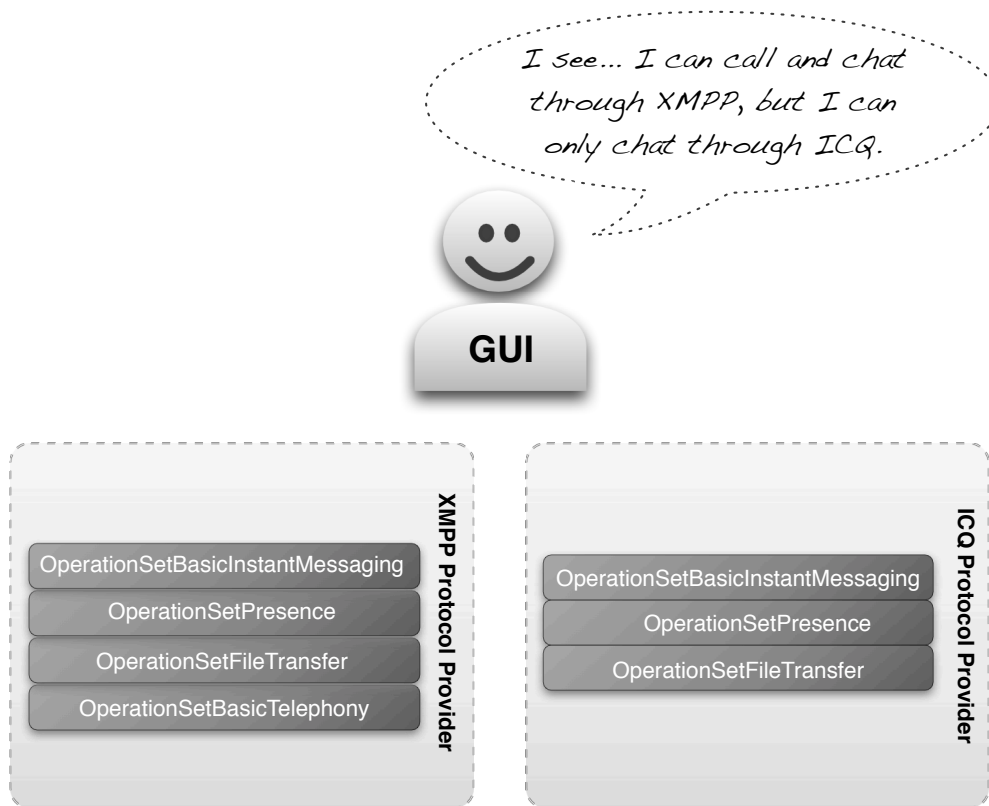 I see... I can call and chat
through XMPP, but I can
only chat through ICQ.
GUI
XMPP Protocol Provider
OperationSetBasicInstantMessaging
OperationSetPresence
OperationSetFileTransfer
OperationSetBasicTelephony
ICQ Protocol Provider
OperationSetBasicInstantMessaging
OperationSetPresence
OperationSetFileTransfer